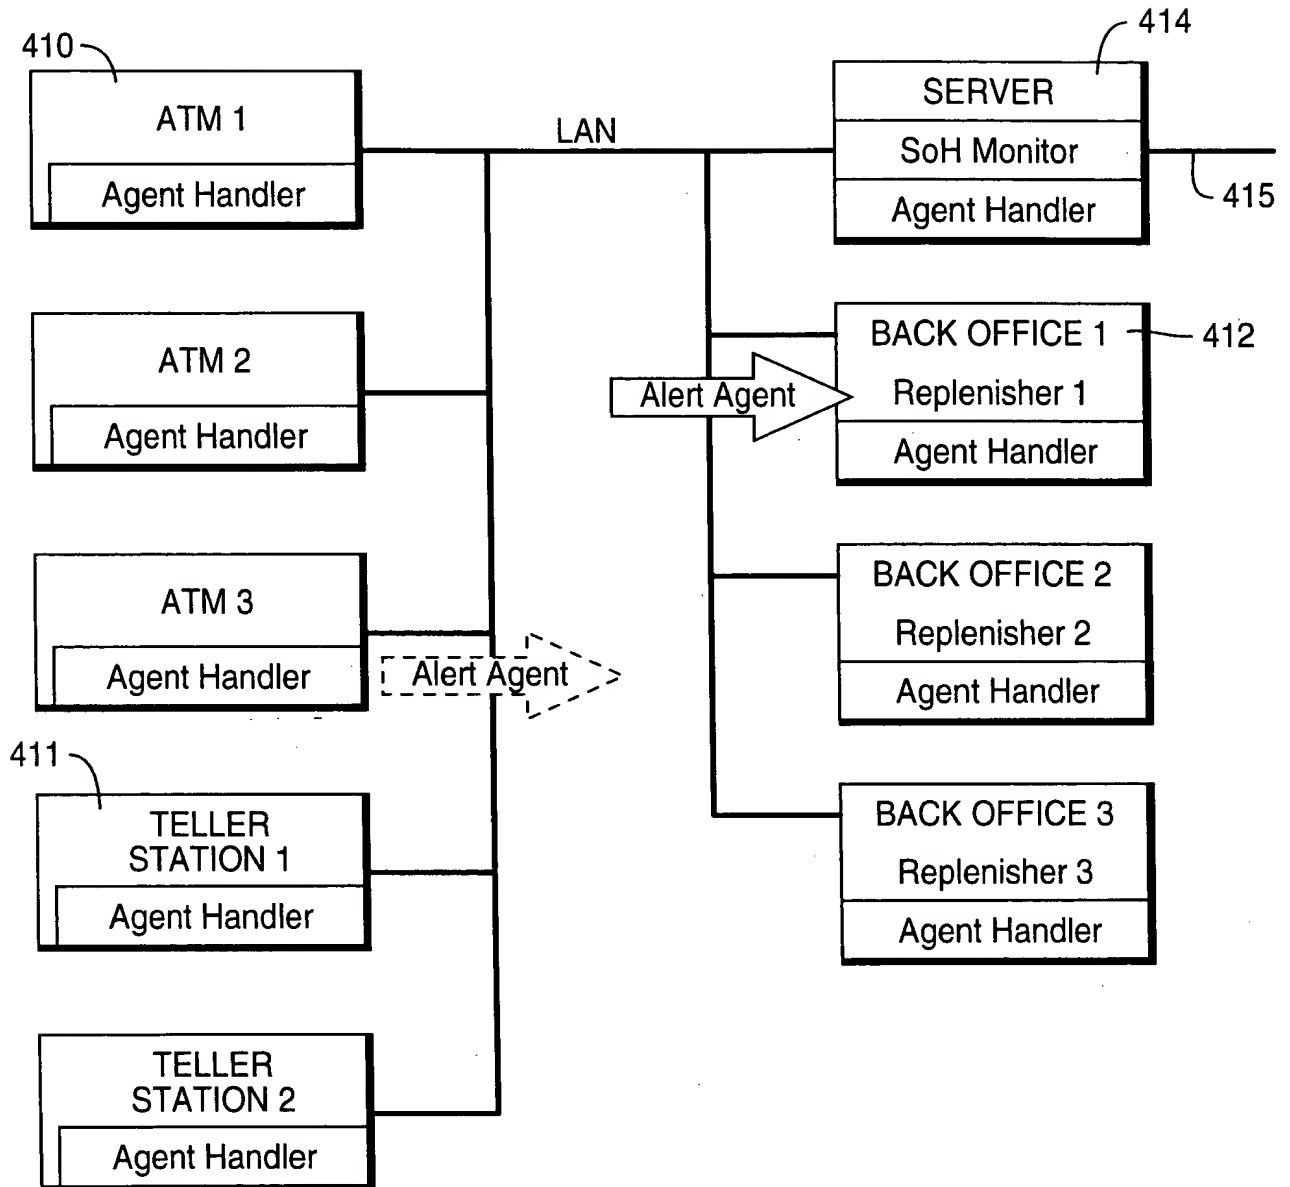 410
ATM 1
Agent Handler
LAN
414
SERVER
SoH Monitor
Agent Handler
415
ATM 2
Agent Handler
BACK OFFICE 1
Replenisher 1
Agent Handler
412
Alert Agent
ATM 3
Agent Handler
Alert Agent
BACK OFFICE 2
Replenisher 2
Agent Handler
411
TELLER
STATION 1
Agent Handler
BACK OFFICE 3
Replenisher 3
Agent Handler
TELLER
STATION 2
Agent Handler